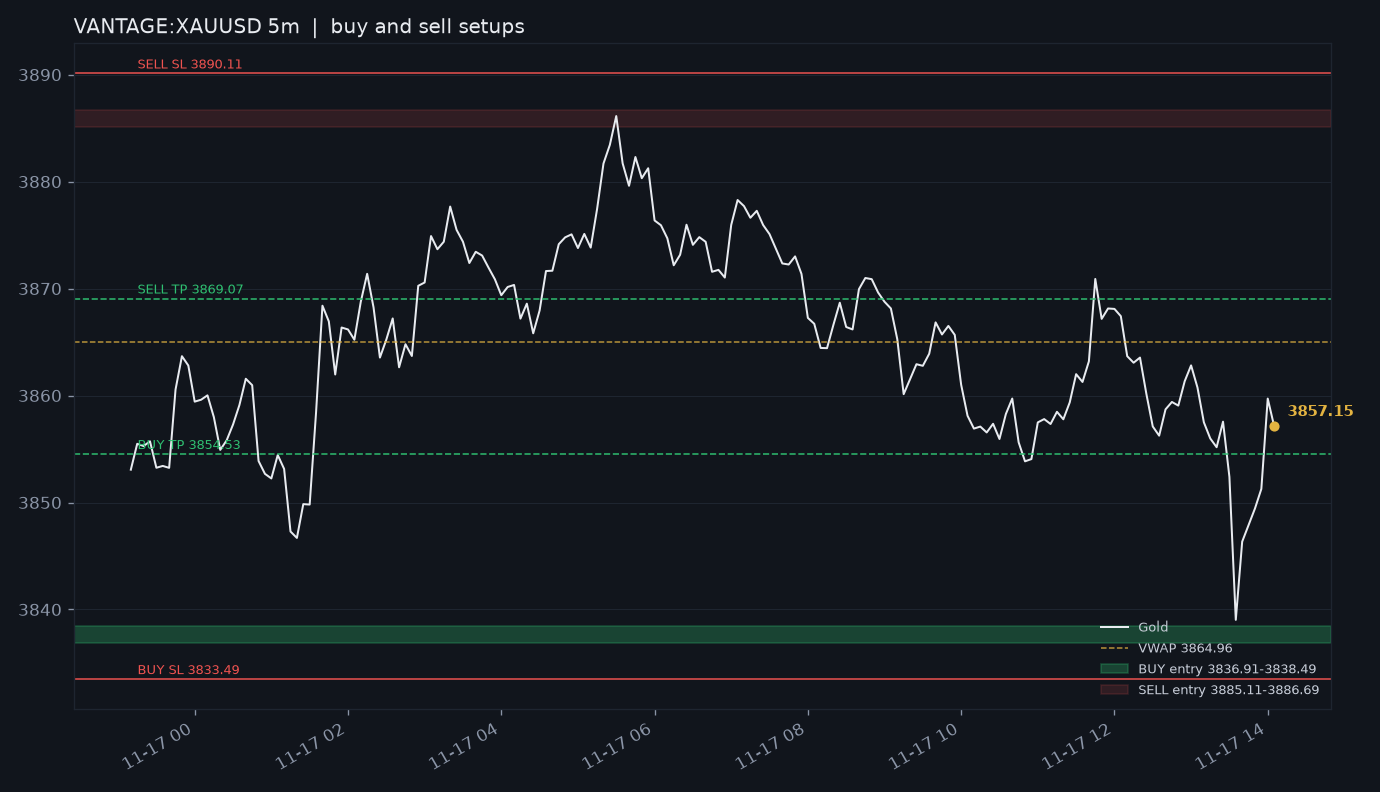 VANTAGE:XAUUSD 5m | buy and sell setups
3890
3880
3870
3860
3850
3840
SELL SL 3890.11
SELL TP 3869.07
BUY TP 3854.53
BUY SL 3833.49
3857.15
Gold
VWAP 3864.96
BUY entry 3836.91-3838.49
SELL entry 3885.11-3886.69
11-17 00
11-17 02
11-17 04
11-17 06
11-17 08
11-17 10
11-17 12
11-17 14